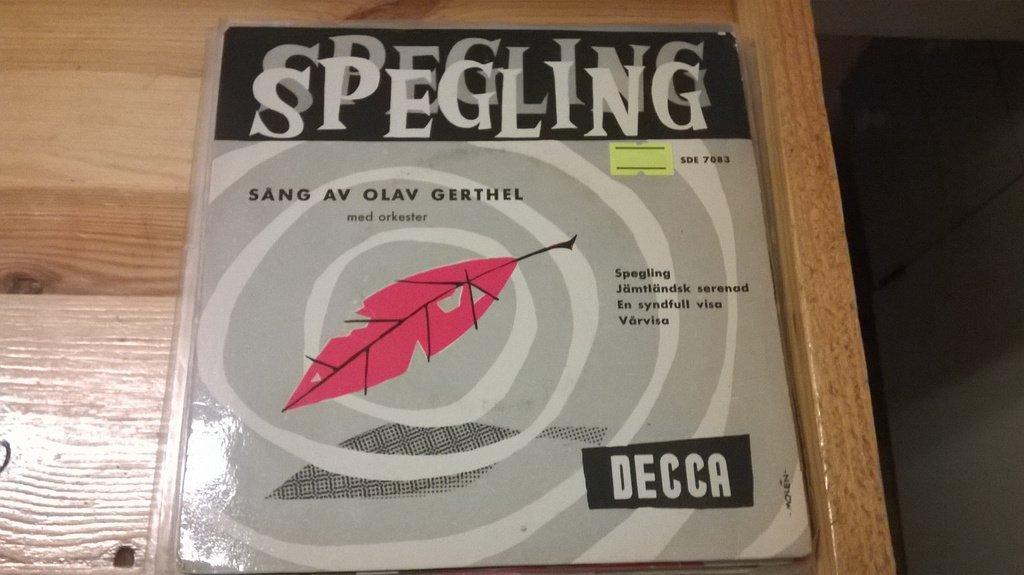 SPEGLING
SDE 7083
SÅNG AV OLAV GERTHEL
med orkester
Spegling
Jämtländsk serenad
En syndfull visa
Vårvisa
DECCA